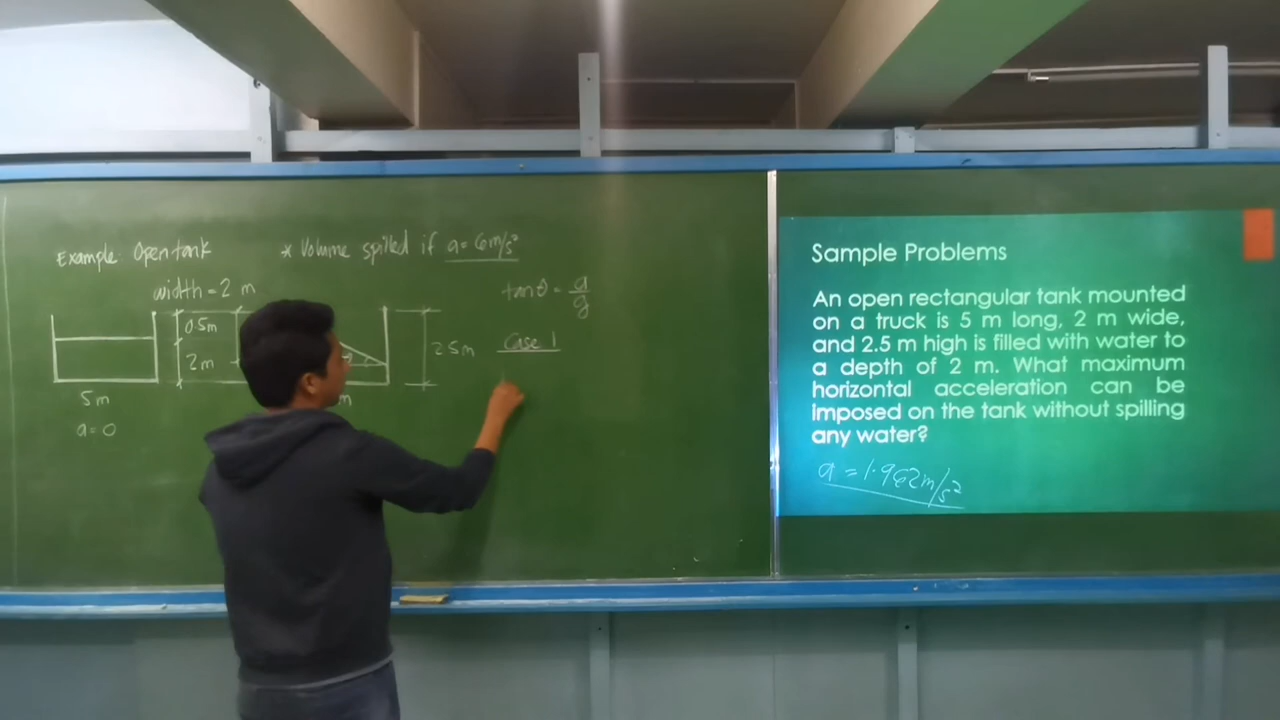 Example: Open tank
* Volume spilled if a = 6 m/s²
width = 2 m
0.5m
2m
5m
a = 0
m
2.5m
tan θ = a/g
Case 1
Sample Problems
An open rectangular tank mounted
on a truck is 5 m long, 2 m wide,
and 2.5 m high is filled with water to
a depth of 2 m. What maximum
horizontal acceleration can be
imposed on the tank without spilling
any water?
a = 1.962 m/s²